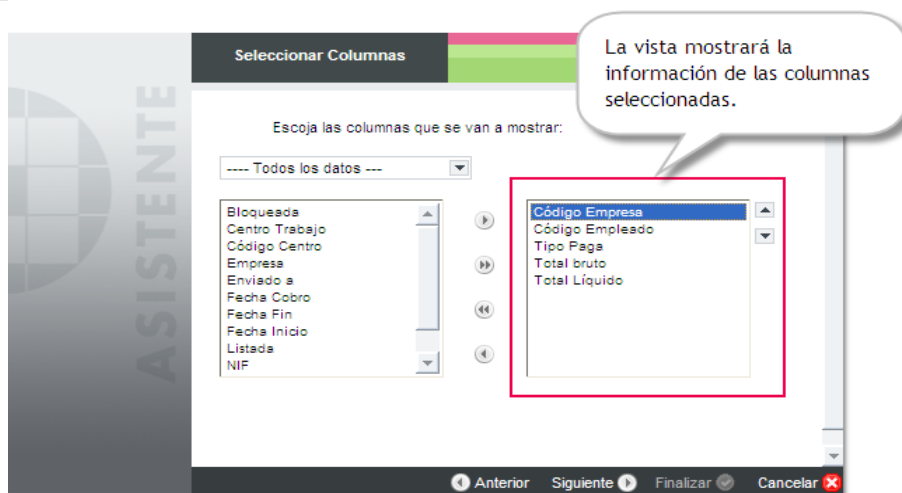 Seleccionar Columnas
La vista mostrará la
información de las columnas
seleccionadas.
ASISTENTE
Escoja las columnas que se van a mostrar:
---- Todos los datos ---
Bloqueada
Centro Trabajo
Código Centro
Empresa
Enviado a
Fecha Cobro
Fecha Fin
Fecha Inicio
Listada
NIF
Código Empresa
Código Empleado
Tipo Paga
Total bruto
Total Líquido
Anterior Siguiente Finalizar Cancelar